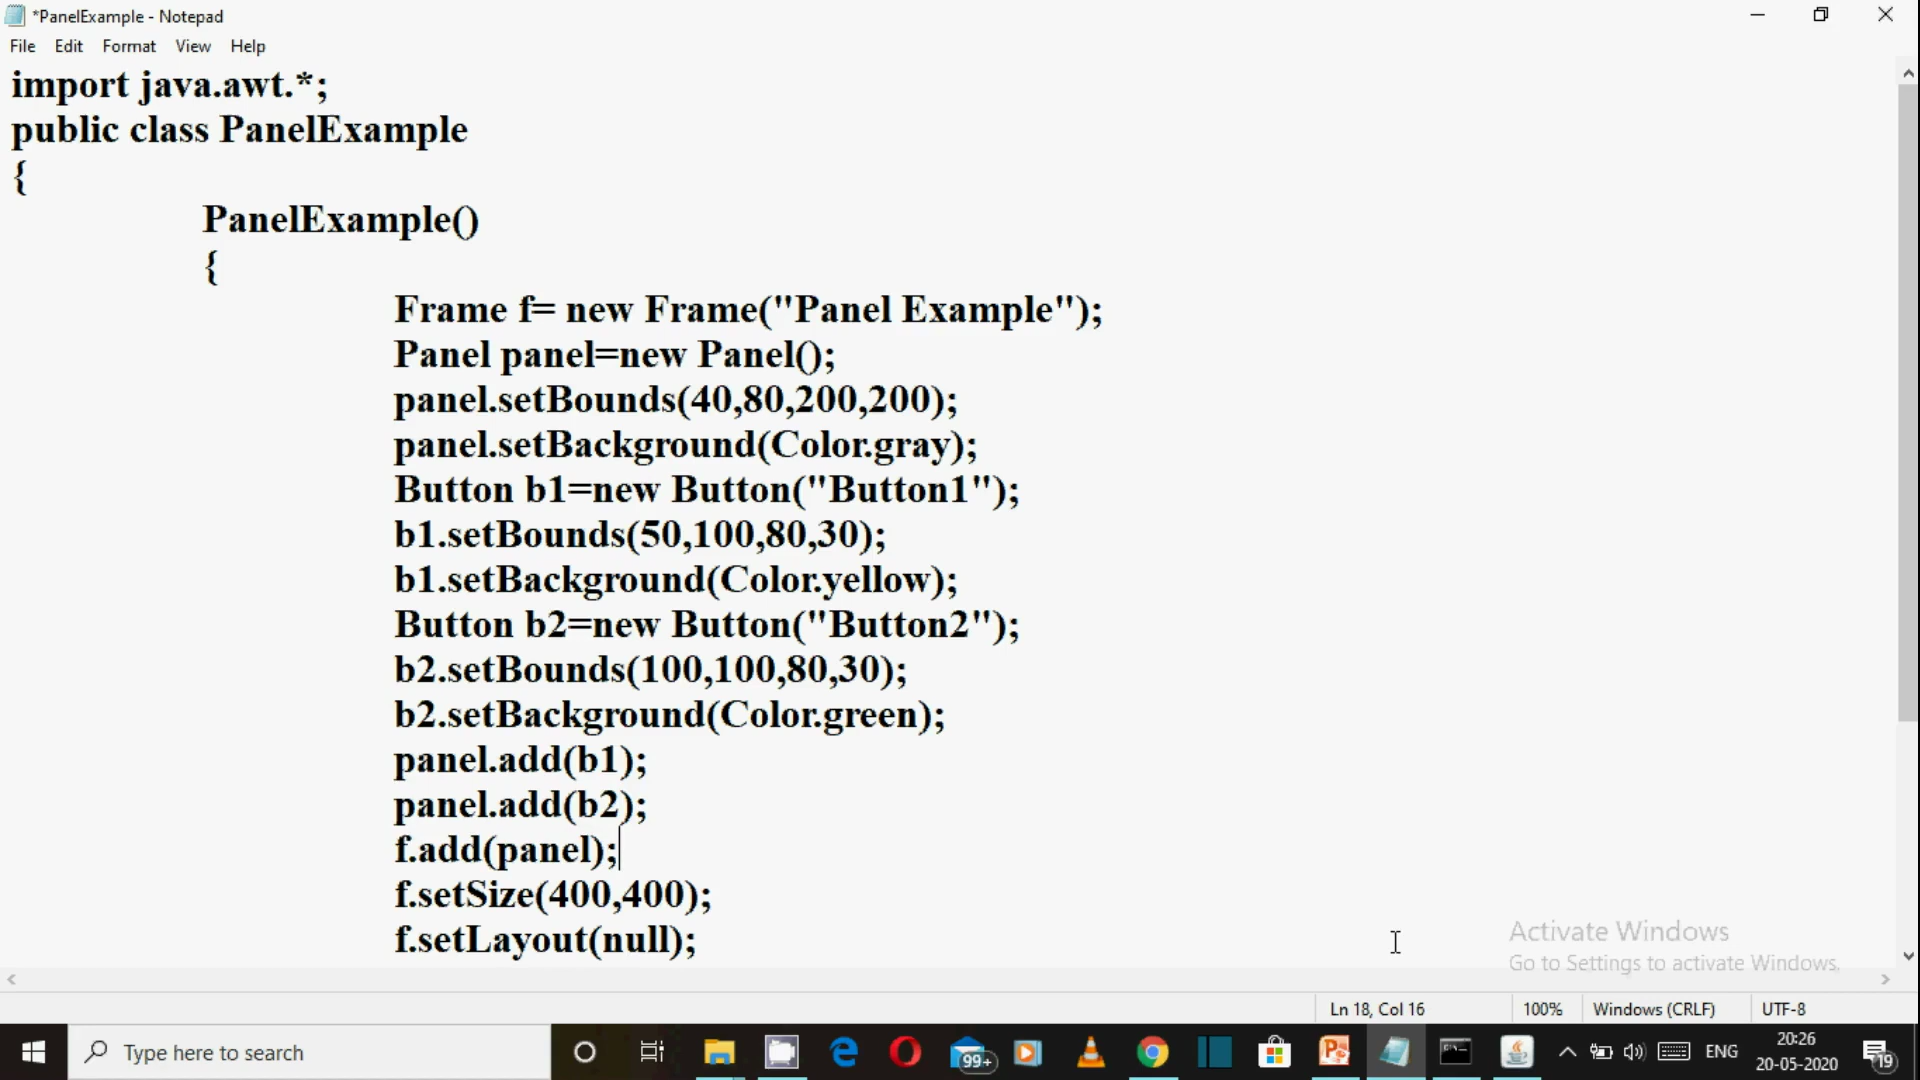 *PanelExample - Notepad
File Edit Format View Help
import java.awt.*;
public class PanelExample
{
PanelExample()
{
Frame f= new Frame("Panel Example");
Panel panel=new Panel();
panel.setBounds(40,80,200,200);
panel.setBackground(Color.gray);
Button b1=new Button("Button1");
b1.setBounds(50,100,80,30);
b1.setBackground(Color.yellow);
Button b2=new Button("Button2");
b2.setBounds(100,100,80,30);
b2.setBackground(Color.green);
panel.add(b1);
panel.add(b2);
f.add(panel);
f.setSize(400,400);
f.setLayout(null);
Activate Windows
Go to Settings to activate Windows.
Ln 18, Col 16 100% Windows (CRLF) UTF-8
Type here to search 99+ ENG 20:26
20-05-2020 19